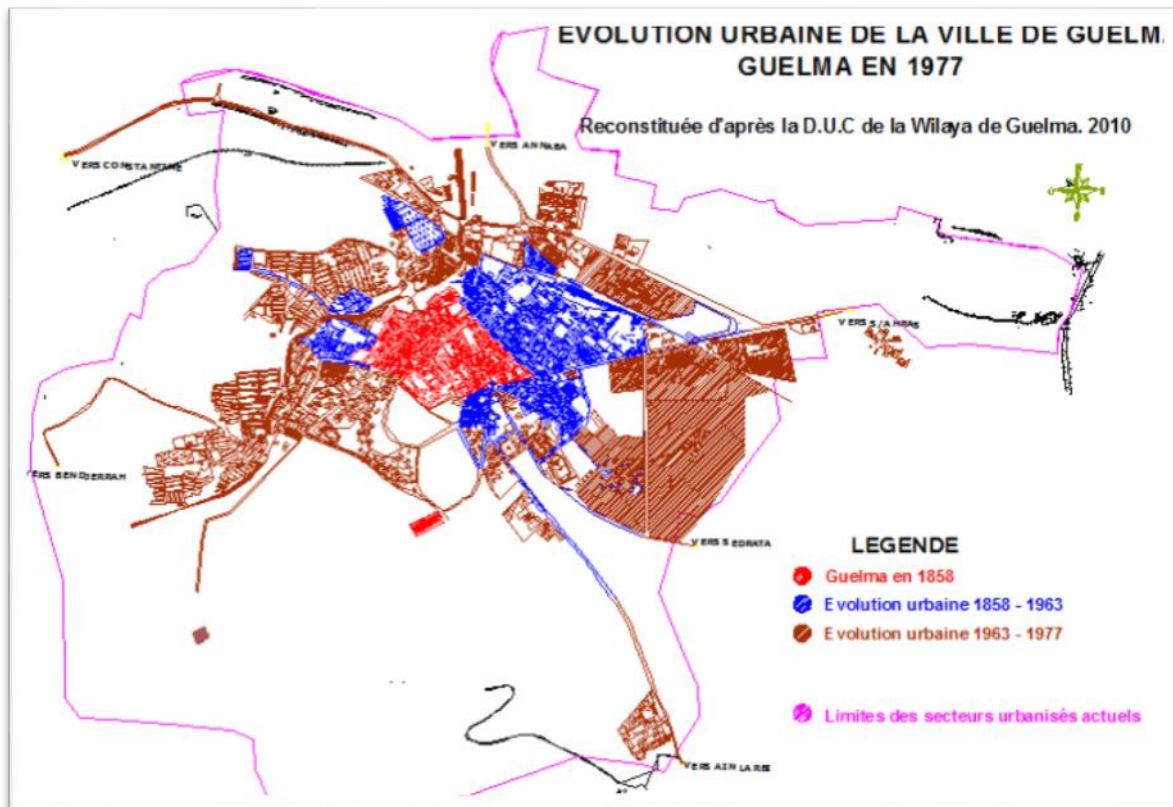 EVOLUTION URBAINE DE LA VILLE DE GUELM
GUELMA EN 1977
Reconstituée d'après la D.U.C de la Wilaya de Guelma. 2010
VERS ANNABA
VERS CONSTANTINE
VERS S/AHRAS
VERS BENDJERRAH
VERS SEDRATA
LEGENDE
Guelma en 1858
Evolution urbaine 1858 - 1963
Evolution urbaine 1963 - 1977
Limites des secteurs urbanisés actuels
VERS AIN LARBI